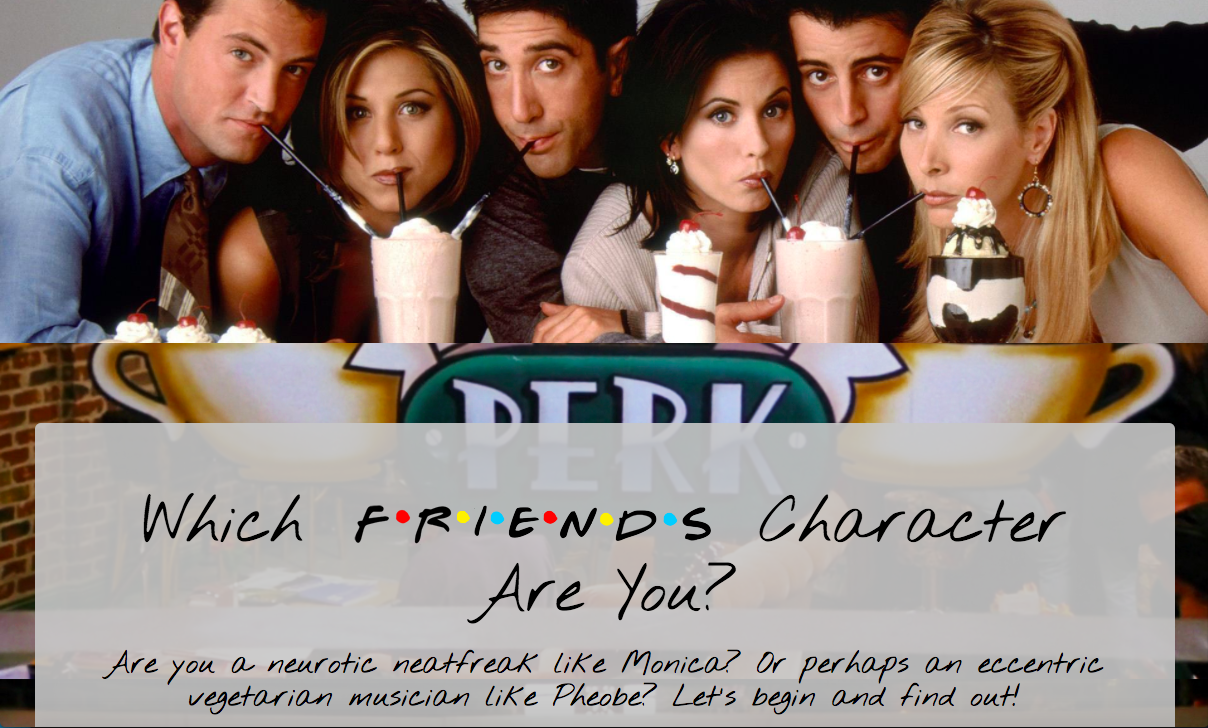 PERK
Which F•R•I•E•N•D•S Character
Are You?
Are you a neurotic neatfreak like Monica? Or perhaps an eccentric
vegetarian musician like Pheobe? Let's begin and find out!